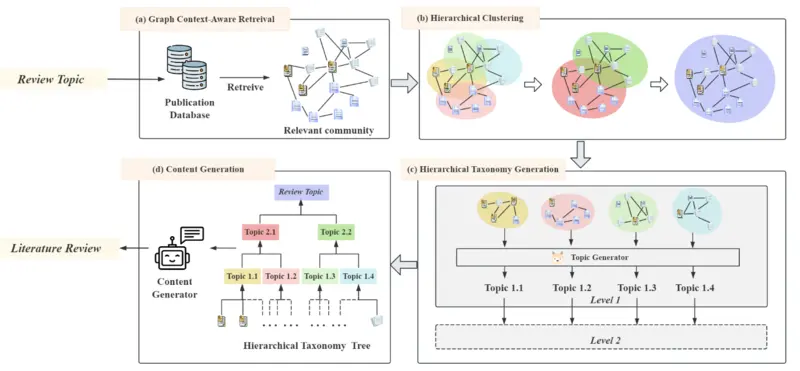 (a) Graph Context-Aware Retreival
Review Topic
Publication
Database
Retreive
Relevant community
(b) Hierarchical Clustering
(c) Hierarchical Taxonomy Generation
Topic Generator
Topic 1.1
Topic 1.2
Topic 1.3
Topic 1.4
Level 1
Level 2
(d) Content Generation
Review Topic
Topic 2.1
Topic 2.2
Topic 1.1
Topic 1.2
Topic 1.3
Topic 1.4
... ...
... ...
Hierarchical Taxonomy Tree
Content
Generator
Literature Review